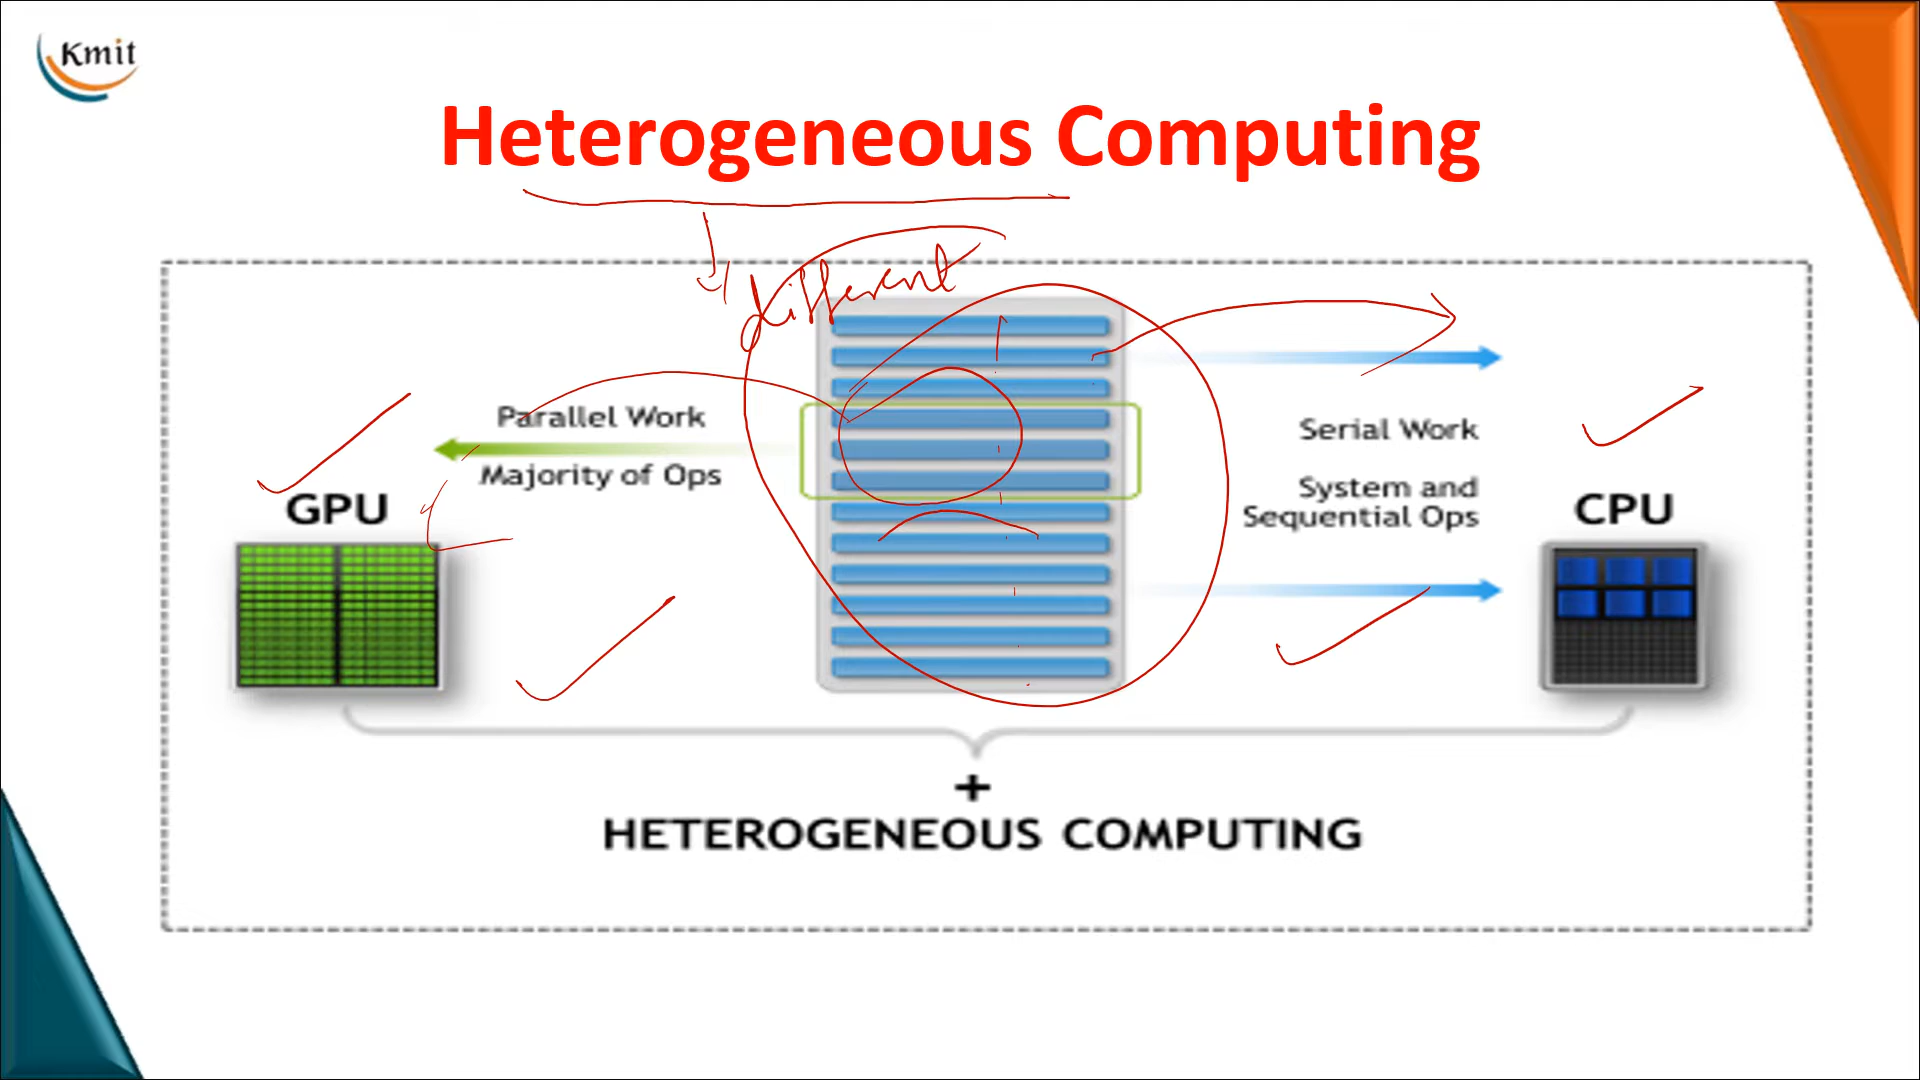 Kmit
Heterogeneous Computing
different
Parallel Work
Majority of Ops
GPU
Serial Work
System and
Sequential Ops
CPU
+
HETEROGENEOUS COMPUTING